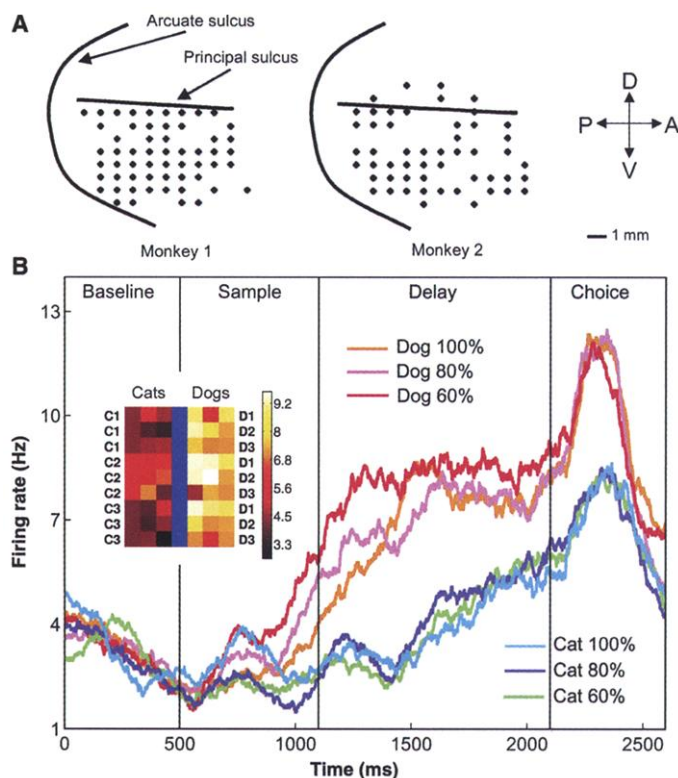 A
Arcuate sulcus
Principal sulcus
D
P A
V
Monkey 1
Monkey 2
1 mm
B
Baseline
Sample
Delay
Choice
13
10
7
4
1
Firing rate (Hz)
Dog 100%
Dog 80%
Dog 60%
Cats Dogs
C1 D1
C1 D2
C1 D3
C2 D1
C2 D2
C2 D3
C3 D1
C3 D2
C3 D3
9.2
8
6.8
5.7
4.5
3.3
Cat 100%
Cat 80%
Cat 60%
0 500 1000 1500 2000 2500
Time (ms)